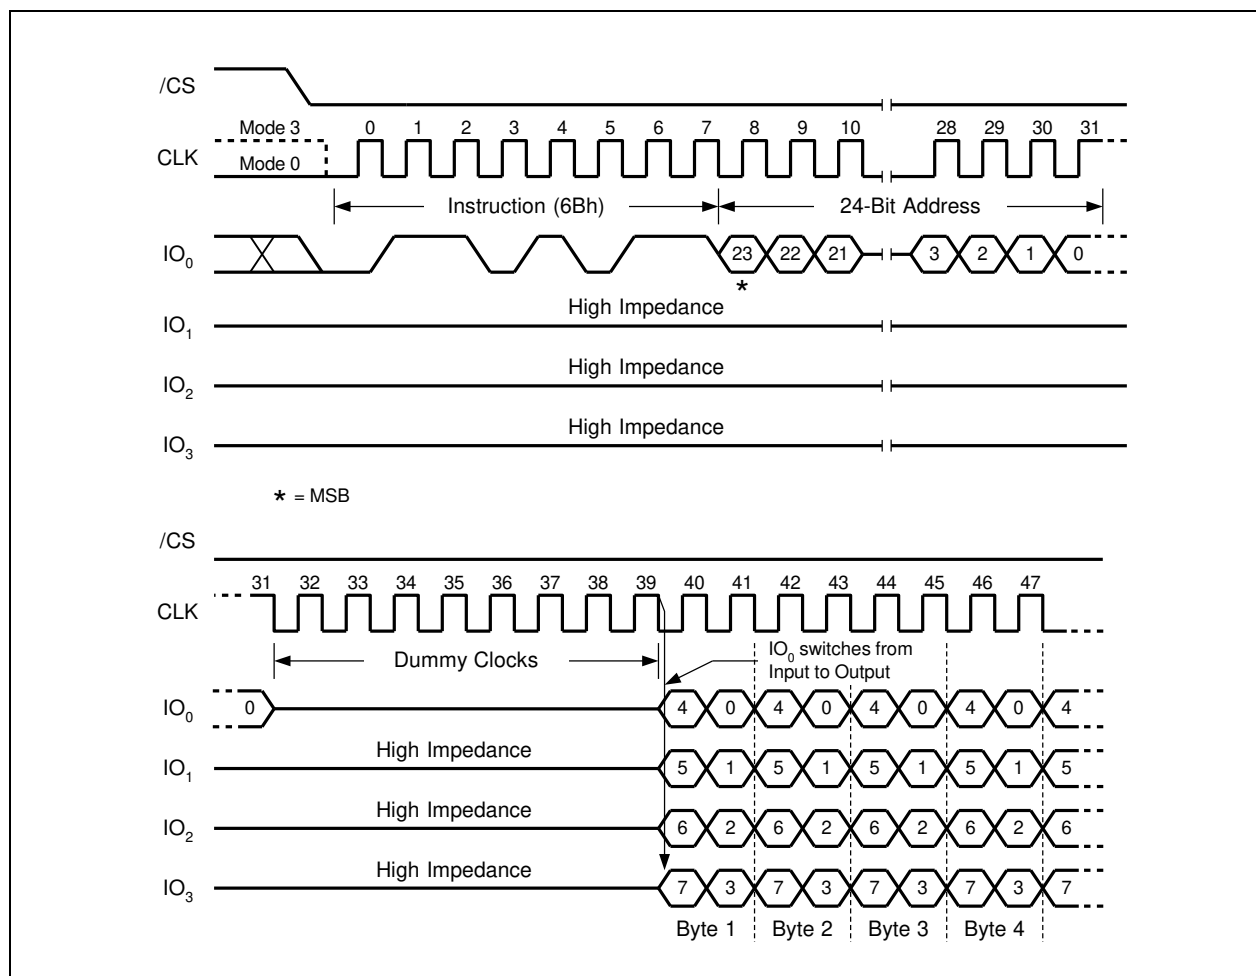 /CS
Mode 3 0 1 2 3 4 5 6 7 8 9 10 28 29 30 31
CLK
Mode 0
Instruction (6Bh) 24-Bit Address
IO0 23 22 21 3 2 1 0
*
High Impedance
IO1
High Impedance
IO2
High Impedance
IO3
* = MSB
/CS
31 32 33 34 35 36 37 38 39 40 41 42 43 44 45 46 47
CLK
Dummy Clocks
IO0 switches from
Input to Output
IO0 0 4 0 4 0 4 0 4 0 4
High Impedance
IO1 5 1 5 1 5 1 5 1 5
High Impedance
IO2 6 2 6 2 6 2 6 2 6
High Impedance
IO3 7 3 7 3 7 3 7 3 7
Byte 1 Byte 2 Byte 3 Byte 4